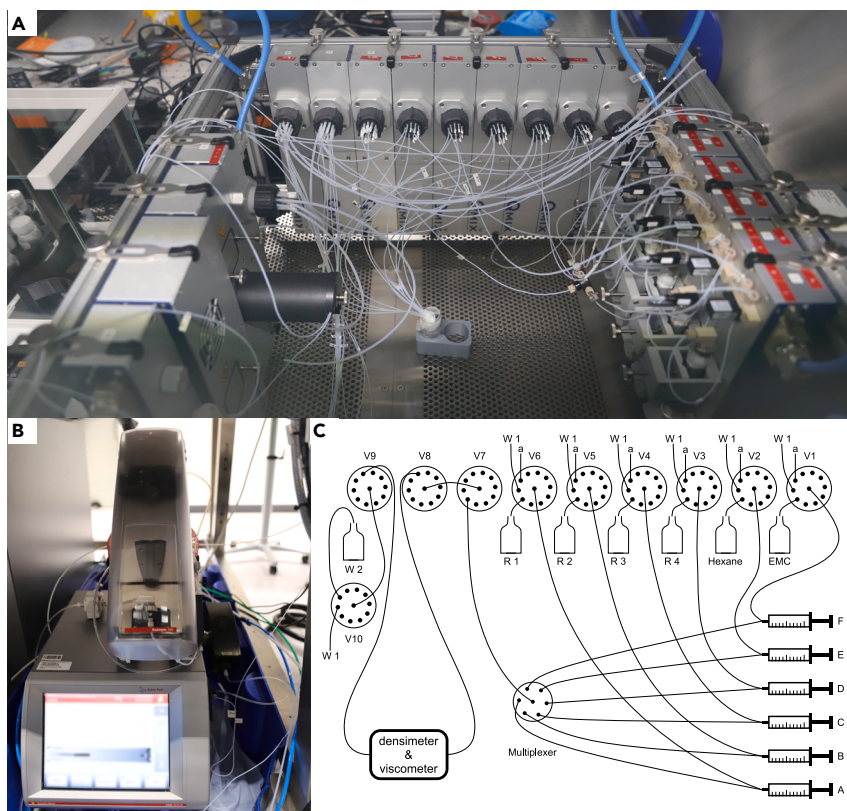 A
B
C
W 1 W 1 W 1 W 1 W 1 W 1
V9 V8 V7 a V6 a V5 a V4 a V3 a V2 a V1
W 2 R 1 R 2 R 3 R 4 Hexane EMC
V10
W 1
F
E
D
C
B
A
Multiplexer
densimeter
&
viscometer